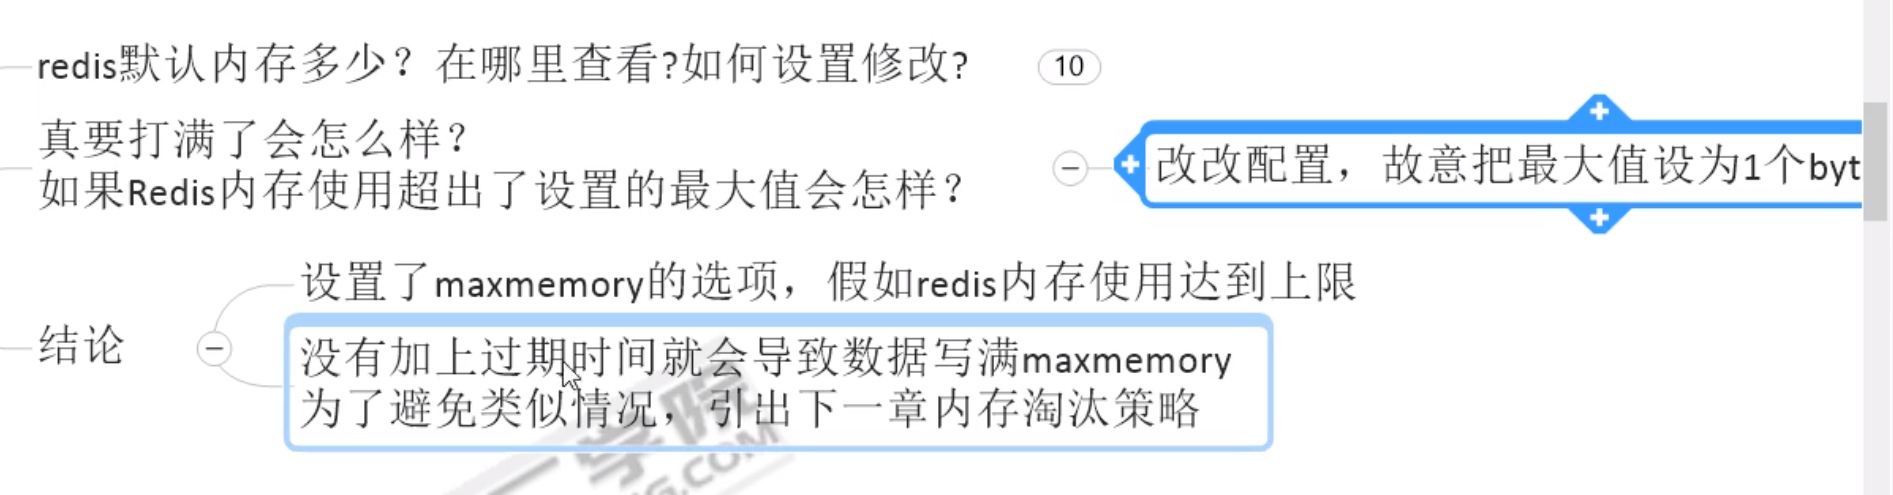 redis默认内存多少？在哪里查看?如何设置修改?
10
真要打满了会怎么样？
如果Redis内存使用超出了设置的最大值会怎样？
改改配置，故意把最大值设为1个byt
设置了maxmemory的选项，假如redis内存使用达到上限
结论
没有加上过期时间就会导致数据写满maxmemory
为了避免类似情况，引出下一章内存淘汰策略
学院
G.COM